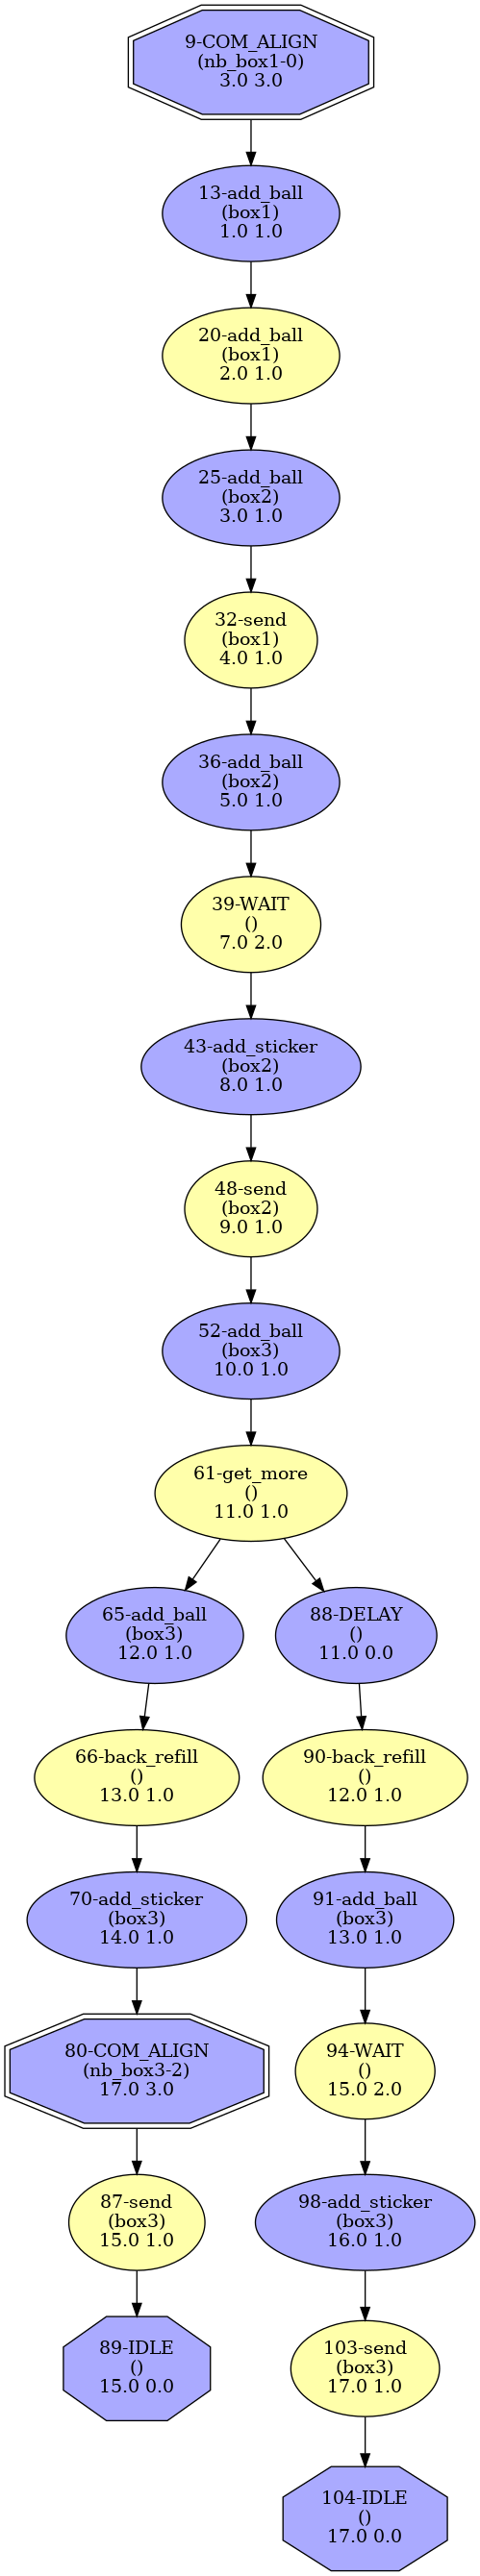 9-COM_ALIGN
(nb_box1-0)
3.0 3.0
13-add_ball
(box1)
1.0 1.0
20-add_ball
(box1)
2.0 1.0
25-add_ball
(box2)
3.0 1.0
32-send
(box1)
4.0 1.0
36-add_ball
(box2)
5.0 1.0
39-WAIT
()
7.0 2.0
43-add_sticker
(box2)
8.0 1.0
48-send
(box2)
9.0 1.0
52-add_ball
(box3)
10.0 1.0
61-get_more
()
11.0 1.0
65-add_ball
(box3)
12.0 1.0
88-DELAY
()
11.0 0.0
66-back_refill
()
13.0 1.0
90-back_refill
()
12.0 1.0
70-add_sticker
(box3)
14.0 1.0
91-add_ball
(box3)
13.0 1.0
80-COM_ALIGN
(nb_box3-2)
17.0 3.0
94-WAIT
()
15.0 2.0
87-send
(box3)
15.0 1.0
98-add_sticker
(box3)
16.0 1.0
89-IDLE
()
15.0 0.0
103-send
(box3)
17.0 1.0
104-IDLE
()
17.0 0.0